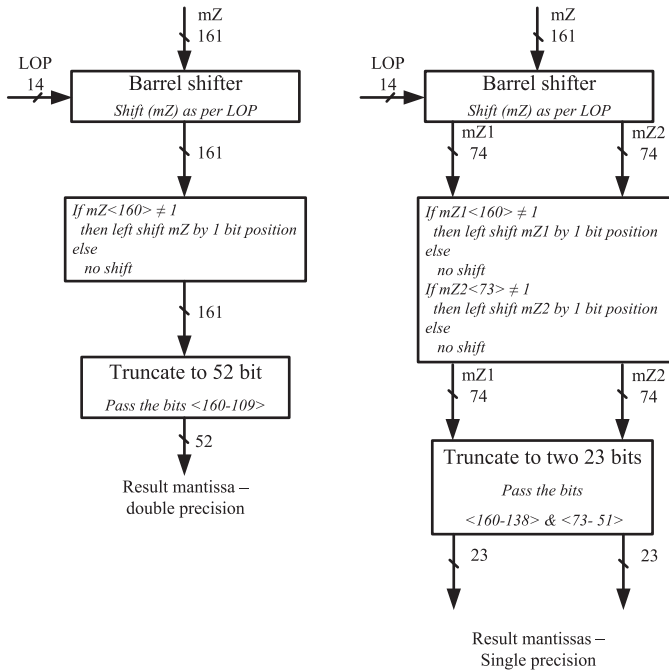 mZ
161
LOP
14
Barrel shifter
Shift (mZ) as per LOP
161
If mZ<160> ≠ 1
then left shift mZ by 1 bit position
else
no shift
161
Truncate to 52 bit
Pass the bits <160-109>
52
Result mantissa –
double precision
mZ
161
LOP
14
Barrel shifter
Shift (mZ) as per LOP
mZ1
74
mZ2
74
If mZ1<160> ≠ 1
then left shift mZ1 by 1 bit position
else
no shift
If mZ2<73> ≠ 1
then left shift mZ2 by 1 bit position
else
no shift
mZ1
74
mZ2
74
Truncate to two 23 bits
Pass the bits
<160-138> & <73- 51>
23
23
Result mantissas –
Single precision